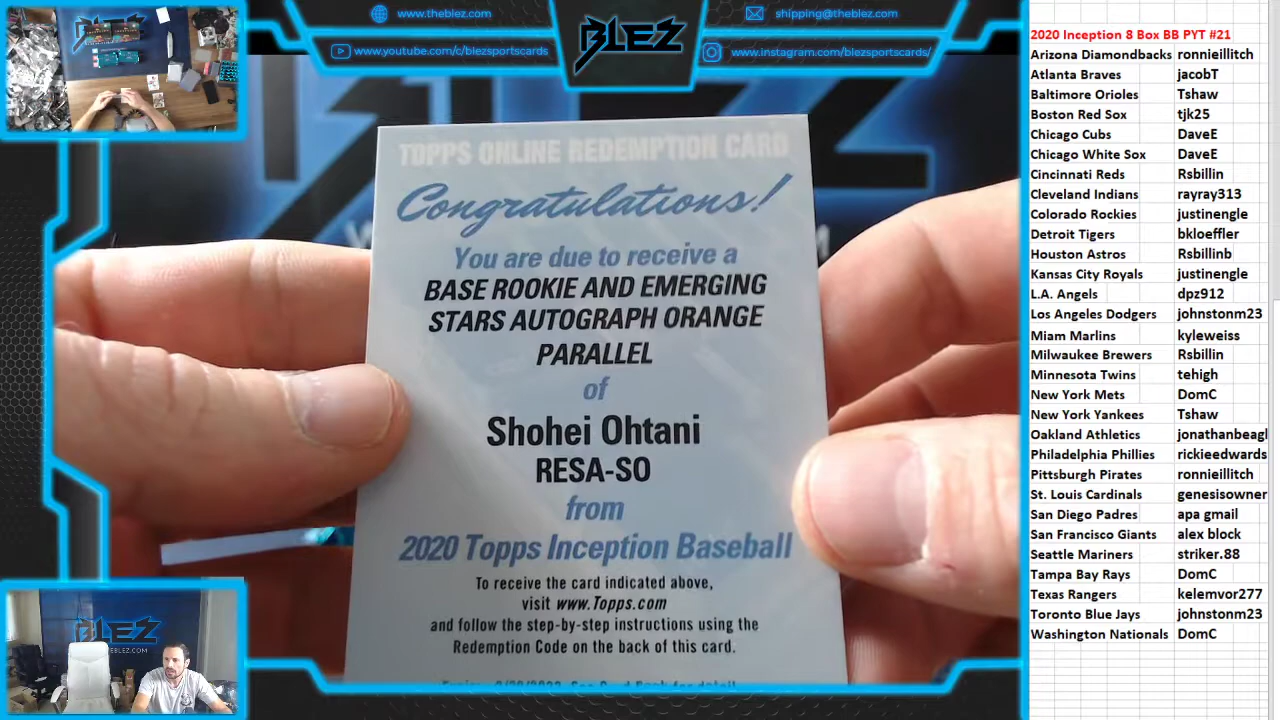 www.theblez.com
www.youtube.com/c/blezsportscards
BLEZ
shipping@theblez.com
www.instagram.com/blezsportscards/
TOPPS ONLINE REDEMPTION CARD
Congratulations!
You are due to receive a
BASE ROOKIE AND EMERGING
STARS AUTOGRAPH ORANGE
PARALLEL
of
Shohei Ohtani
RESA-SO
from
2020 Topps Inception Baseball
To receive the card indicated above,
visit www.Topps.com
and follow the step-by-step instructions using the
Redemption Code on the back of this card.
BLEZ
2020 Inception 8 Box BB PYT #21
Arizona Diamondbacks ronnieillitch
Atlanta Braves jacobT
Baltimore Orioles Tshaw
Boston Red Sox tjk25
Chicago Cubs DaveE
Chicago White Sox DaveE
Cincinnati Reds Rsbillin
Cleveland Indians rayray313
Colorado Rockies justinengle
Detroit Tigers bkloeffler
Houston Astros Rsbillinb
Kansas City Royals justinengle
L.A. Angels dpz912
Los Angeles Dodgers johnstonm23
Miam Marlins kyleweiss
Milwaukee Brewers Rsbillin
Minnesota Twins tehigh
New York Mets DomC
New York Yankees Tshaw
Oakland Athletics jonathanbeagl
Philadelphia Phillies rickieedwards
Pittsburgh Pirates ronnieillitch
St. Louis Cardinals genesisowner
San Diego Padres apa gmail
San Francisco Giants alex block
Seattle Mariners striker.88
Tampa Bay Rays DomC
Texas Rangers kelemvor277
Toronto Blue Jays johnstonm23
Washington Nationals DomC